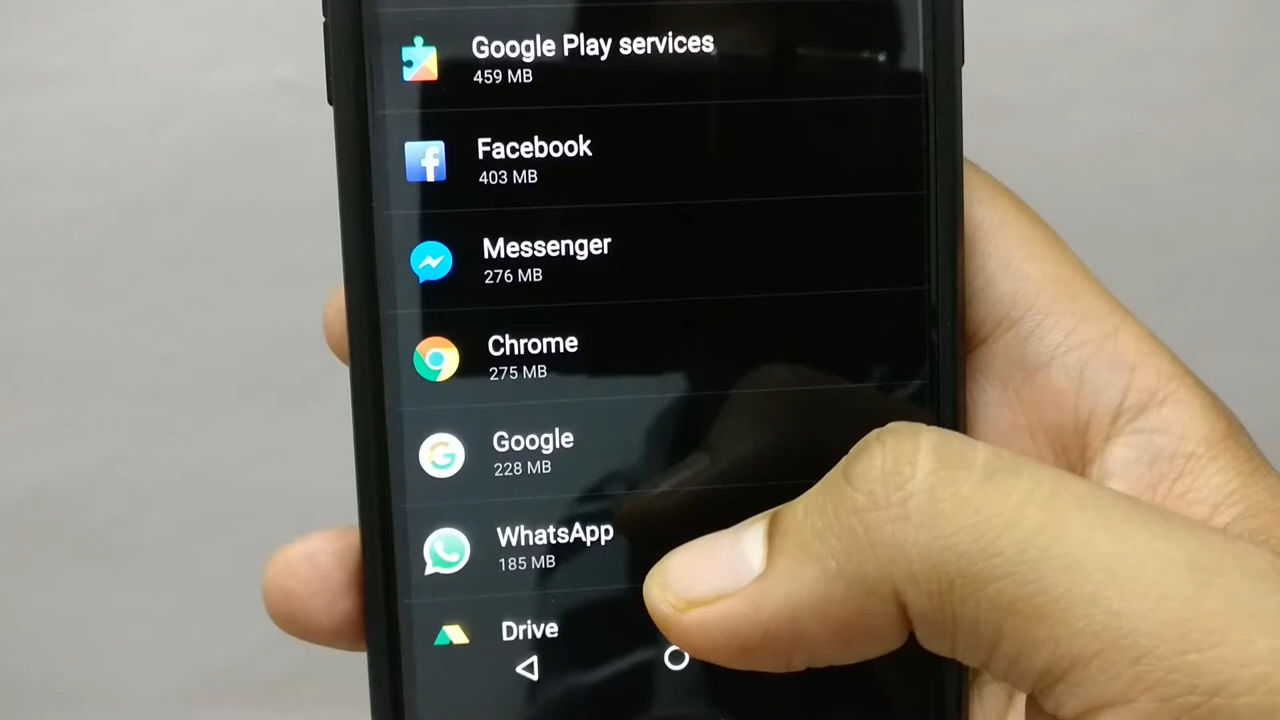 Google Play services
459 MB
Facebook
403 MB
Messenger
276 MB
Chrome
275 MB
Google
228 MB
WhatsApp
185 MB
Drive